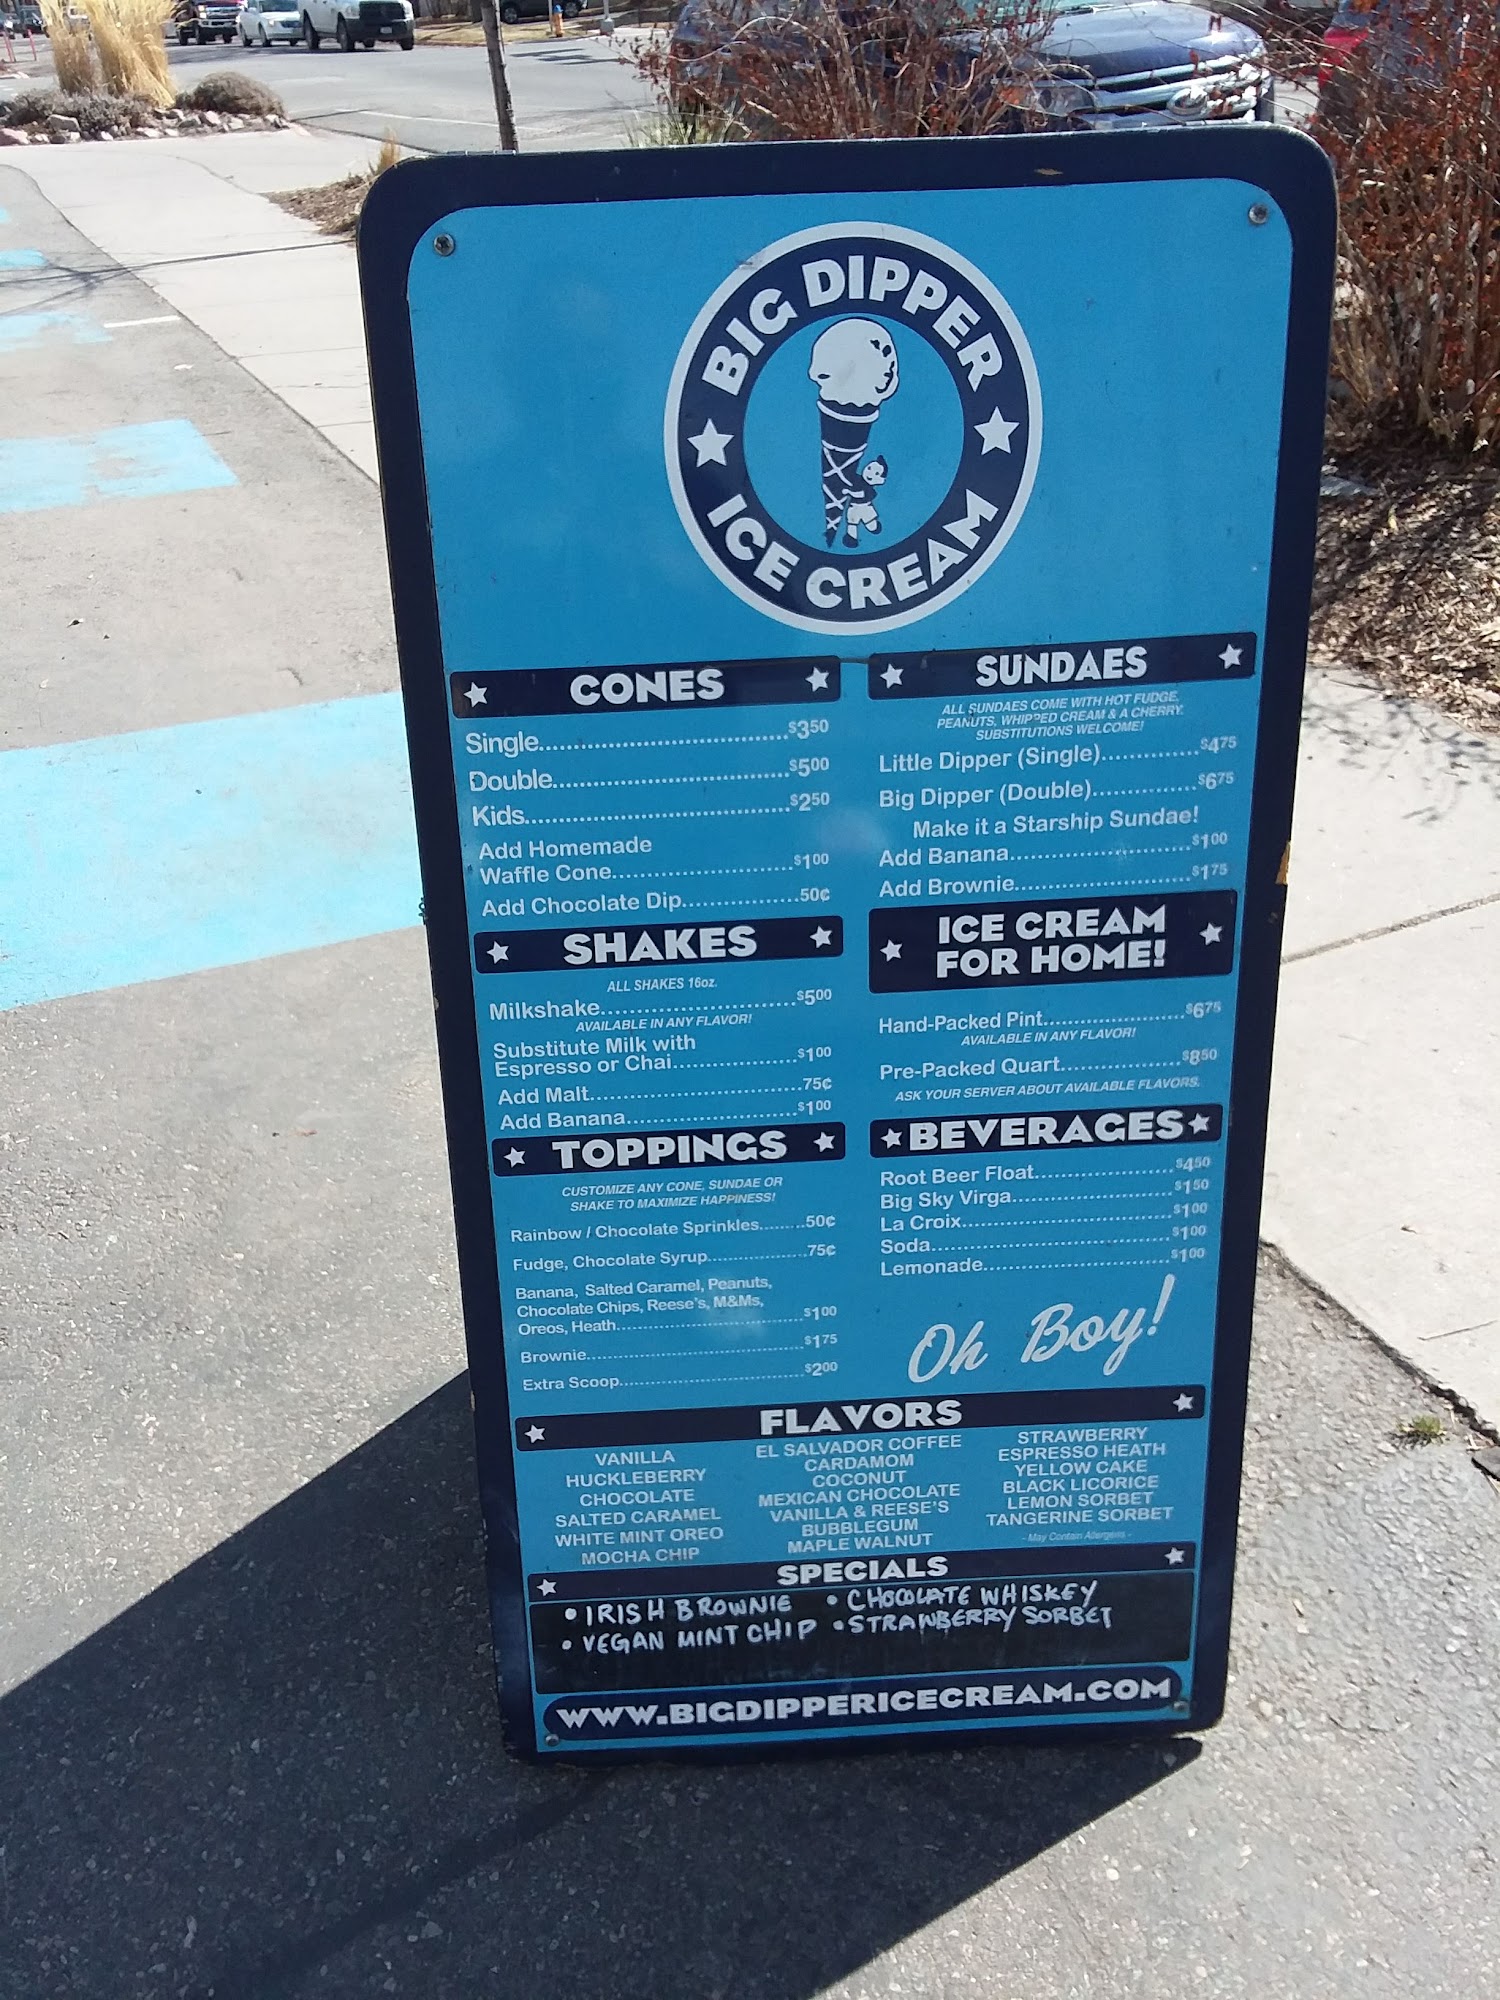 BIG DIPPER
ICE CREAM
CONES
Single........$3.50
Double........$5.00
Kids........$2.50
Add Homemade
Waffle Cone........$1.00
Add Chocolate Dip........50¢
SHAKES
ALL SHAKES 16oz.
Milkshake........$5.00
AVAILABLE IN ANY FLAVOR!
Substitute Milk with
Espresso or Chai........$1.00
Add Malt........75¢
Add Banana........$1.00
TOPPINGS
CUSTOMIZE ANY CONE, SUNDAE OR
SHAKE TO MAXIMIZE HAPPINESS!
Rainbow / Chocolate Sprinkles........50¢
Fudge, Chocolate Syrup........75¢
Banana, Salted Caramel, Peanuts,
Chocolate Chips, Reese's, M&Ms,
Oreos, Heath........$1.00
Brownie........$1.75
Extra Scoop........$2.00
SUNDAES
ALL SUNDAES COME WITH HOT FUDGE,
PEANUTS, WHIPPED CREAM & A CHERRY.
SUBSTITUTIONS WELCOME!
Little Dipper (Single)........$4.75
Big Dipper (Double)........$6.75
Make it a Starship Sundae!
Add Banana........$1.00
Add Brownie........$1.75
ICE CREAM
FOR HOME!
Hand-Packed Pint........$6.75
AVAILABLE IN ANY FLAVOR!
Pre-Packed Quart........$8.50
ASK YOUR SERVER ABOUT AVAILABLE FLAVORS.
BEVERAGES
Root Beer Float........$4.50
Big Sky Virga........$1.50
La Croix........$1.00
Soda........$1.00
Lemonade........$1.00
Oh Boy!
FLAVORS
VANILLA
HUCKLEBERRY
CHOCOLATE
SALTED CARAMEL
WHITE MINT OREO
MOCHA CHIP
EL SALVADOR COFFEE
CARDAMOM
COCONUT
MEXICAN CHOCOLATE
VANILLA & REESE'S
BUBBLEGUM
MAPLE WALNUT
STRAWBERRY
ESPRESSO HEATH
YELLOW CAKE
BLACK LICORICE
LEMON SORBET
TANGERINE SORBET
- May Contain Allergens -
SPECIALS
• IRISH BROWNIE • CHOCOLATE WHISKEY
• VEGAN MINT CHIP • STRAWBERRY SORBET
WWW.BIGDIPPERICECREAM.COM